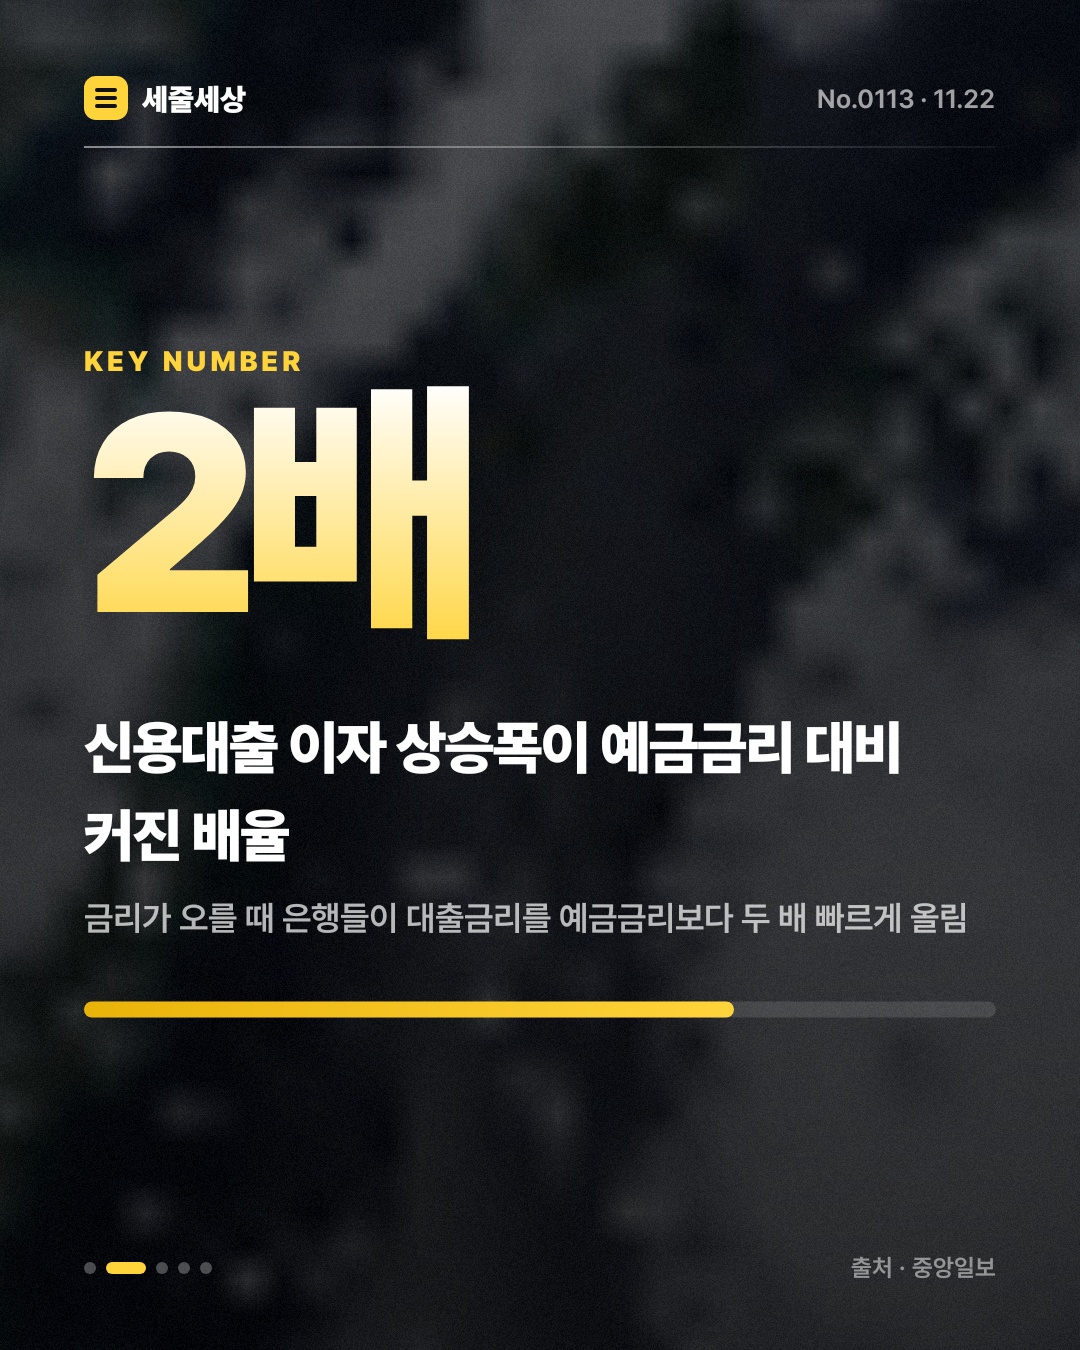 세줄세상
No.0113 · 11.22
KEY NUMBER
2배
신용대출 이자 상승폭이 예금금리 대비
커진 배율
금리가 오를 때 은행들이 대출금리를 예금금리보다 두 배 빠르게 올림
출처 · 중앙일보